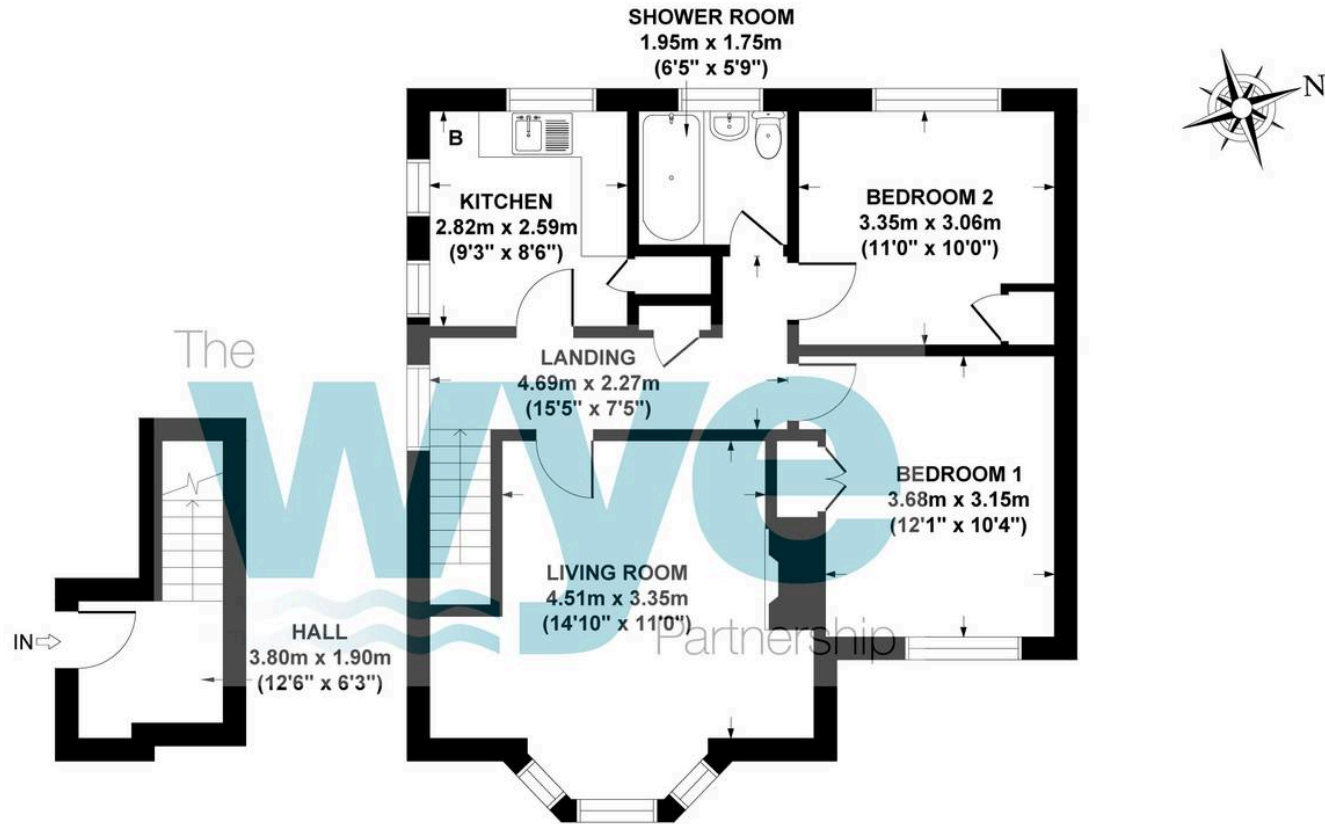 SHOWER ROOM
1.95m x 1.75m
(6'5" x 5'9")
N
B
KITCHEN
2.82m x 2.59m
(9'3" x 8'6")
BEDROOM 2
3.35m x 3.06m
(11'0" x 10'0")
LANDING
4.69m x 2.27m
(15'5" x 7'5")
BEDROOM 1
3.68m x 3.15m
(12'1" x 10'4")
LIVING ROOM
4.51m x 3.35m
(14'10" x 11'0")
IN
HALL
3.80m x 1.90m
(12'6" x 6'3")
The
wye
Partnership